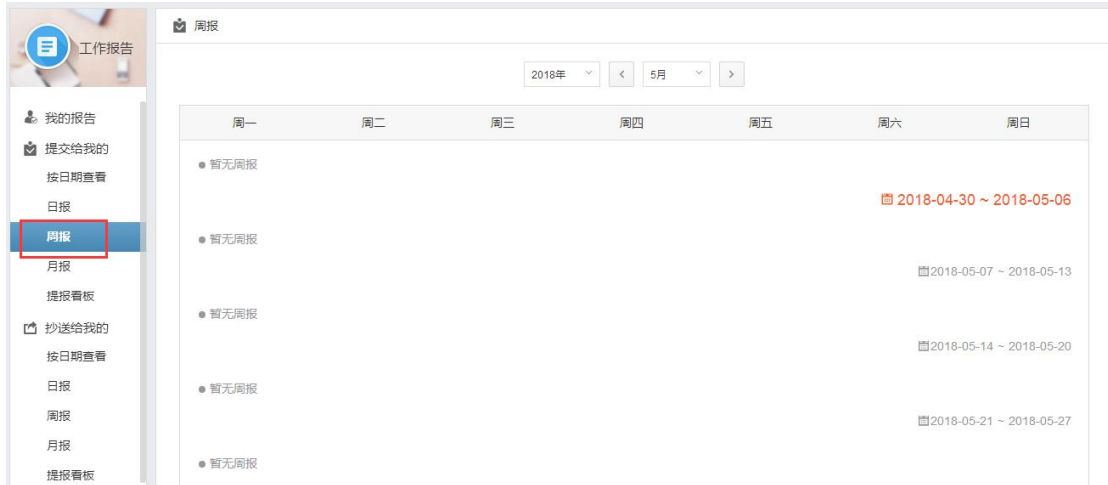 工作报告
我的报告
提交给我的
按日期查看
日报
周报
月报
提报看板
抄送给我的
按日期查看
日报
周报
月报
提报看板
周报
2018年 5月
周一 周二 周三 周四 周五 周六 周日
暂无周报
2018-04-30 ~ 2018-05-06
暂无周报
2018-05-07 ~ 2018-05-13
暂无周报
2018-05-14 ~ 2018-05-20
暂无周报
2018-05-21 ~ 2018-05-27
暂无周报